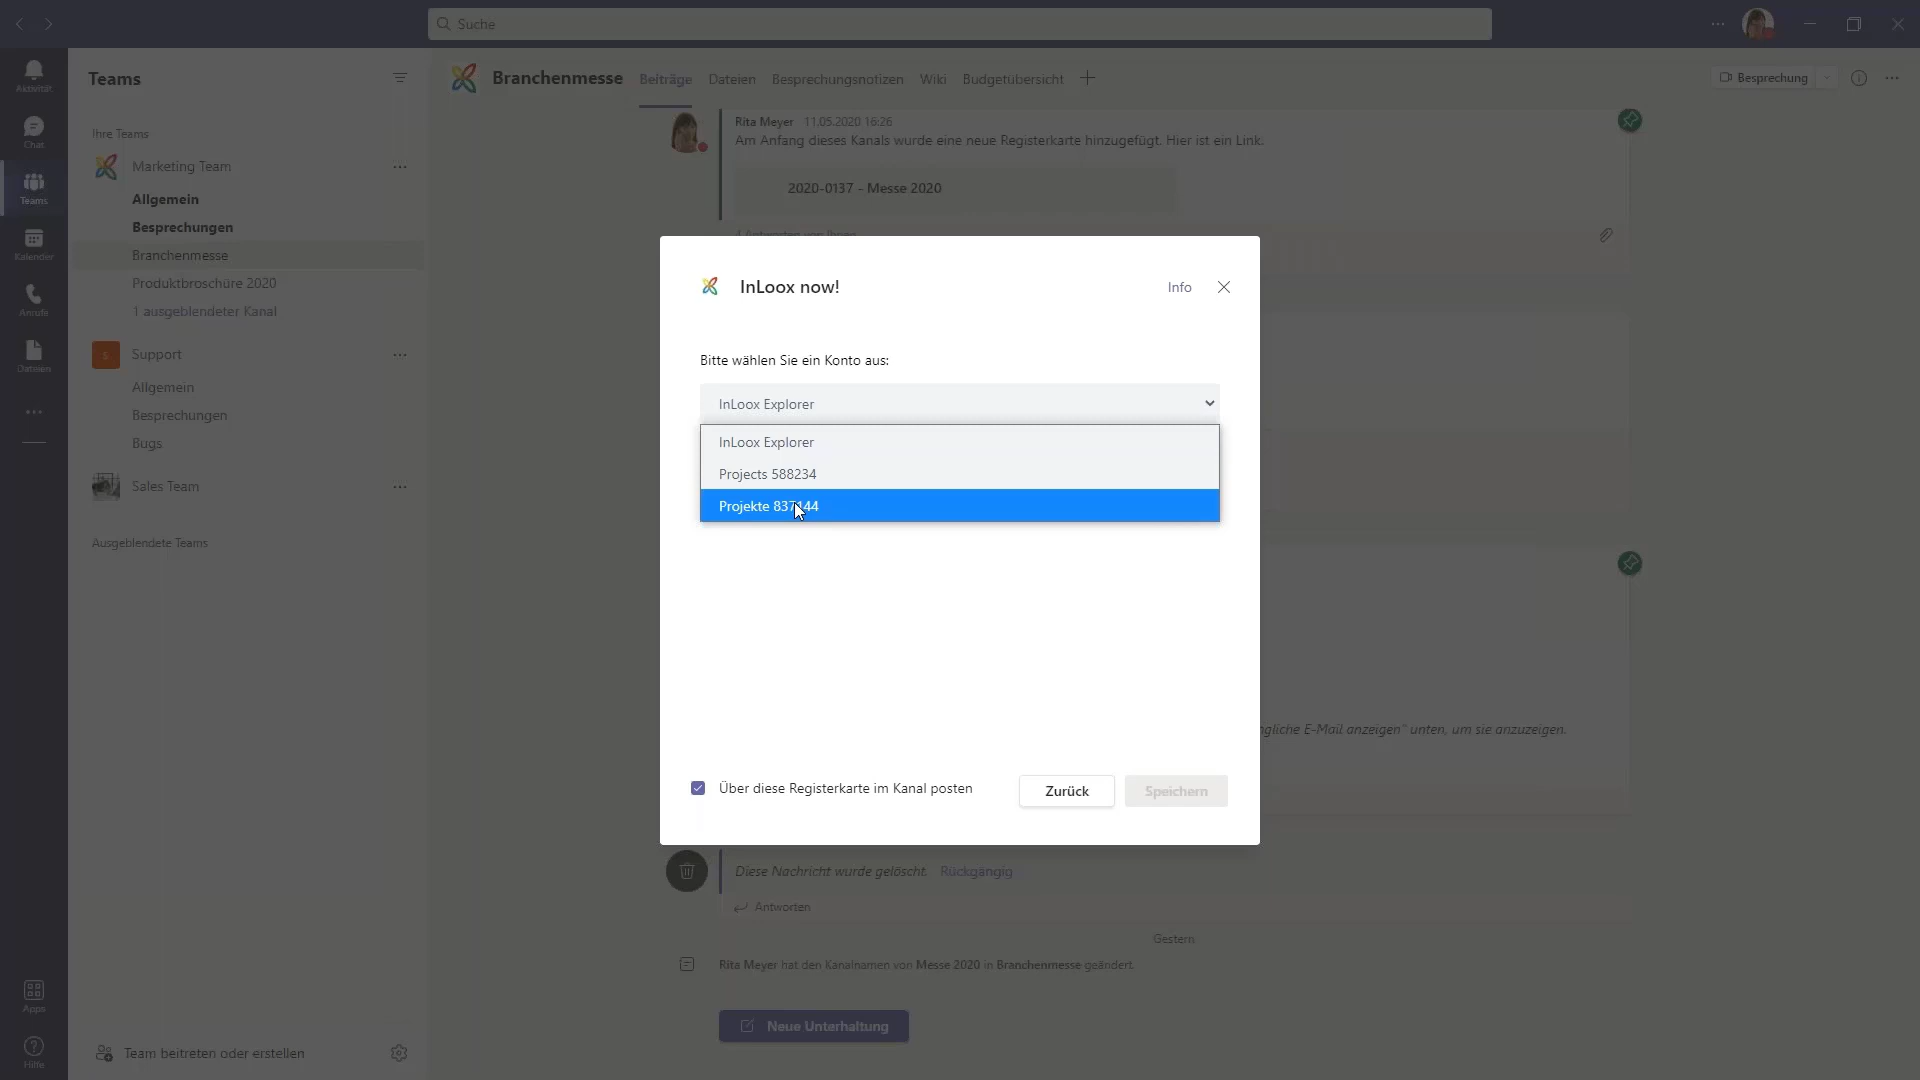 Suche
Aktivität
Chat
Teams
Kalender
Anrufe
Dateien
Apps
Hilfe
Teams
Ihre Teams
Marketing Team
Allgemein
Besprechungen
Branchenmesse
Produktbroschüre 2020
1 ausgeblendeter Kanal
S
Support
Allgemein
Besprechungen
Bugs
Sales Team
Ausgeblendete Teams
Team beitreten oder erstellen
Branchenmesse Beiträge Dateien Besprechungsnotizen Wiki Budgetübersicht
Besprechung
Rita Meyer 11.05.2020 16:26
Am Anfang dieses Kanals wurde eine neue Registerkarte hinzugefügt. Hier ist ein Link.
2020-0137 - Messe 2020
4 Antworten von Ihnen
InLoox now!
Info
Bitte wählen Sie ein Konto aus:
InLoox Explorer
InLoox Explorer
Projects 588234
Projekte 837144
ngliche E-Mail anzeigen" unten, um sie anzuzeigen.
Über diese Registerkarte im Kanal posten
Zurück
Speichern
Diese Nachricht wurde gelöscht. Rückgängig
Antworten
Gestern
Rita Meyer hat den Kanalnamen von Messe 2020 in Branchenmesse geändert.
Neue Unterhaltung